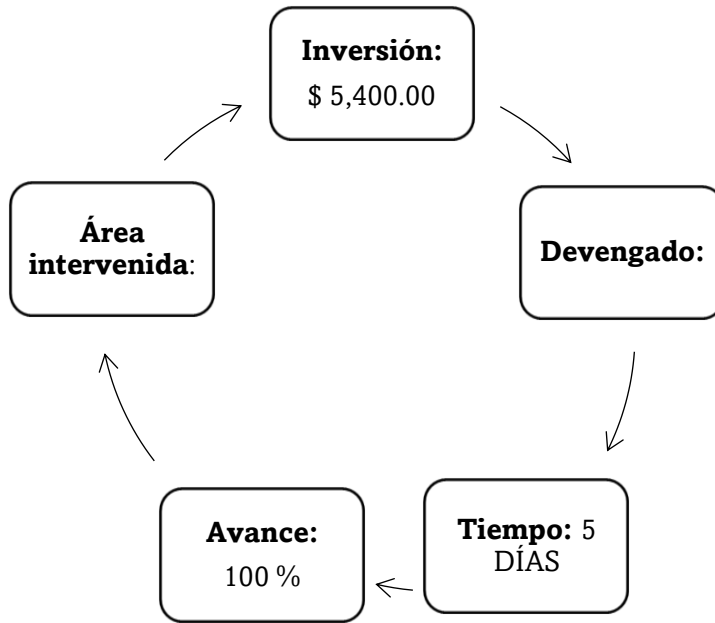 Inversión:
$ 5,400.00
Devengado:
Tiempo: 5
DÍAS
Avance:
100 %
Área
intervenida: